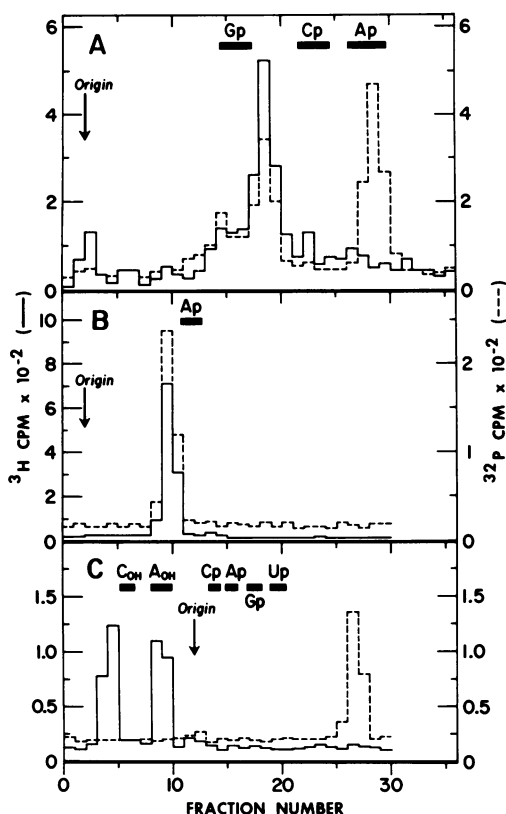 A
Gp Cp Ap
Origin
6 6
4 4
2 2
0 0
B
Ap
Origin
10
8
6
4
2
0
2
1
0
C
C_OH A_OH Cp Ap Gp Up
Origin
1.5 1.5
1.0 1.0
0.5 0.5
0 0
0 10 20 30
FRACTION NUMBER
³H CPM x 10⁻² (—)
³²P CPM x 10⁻² (---)